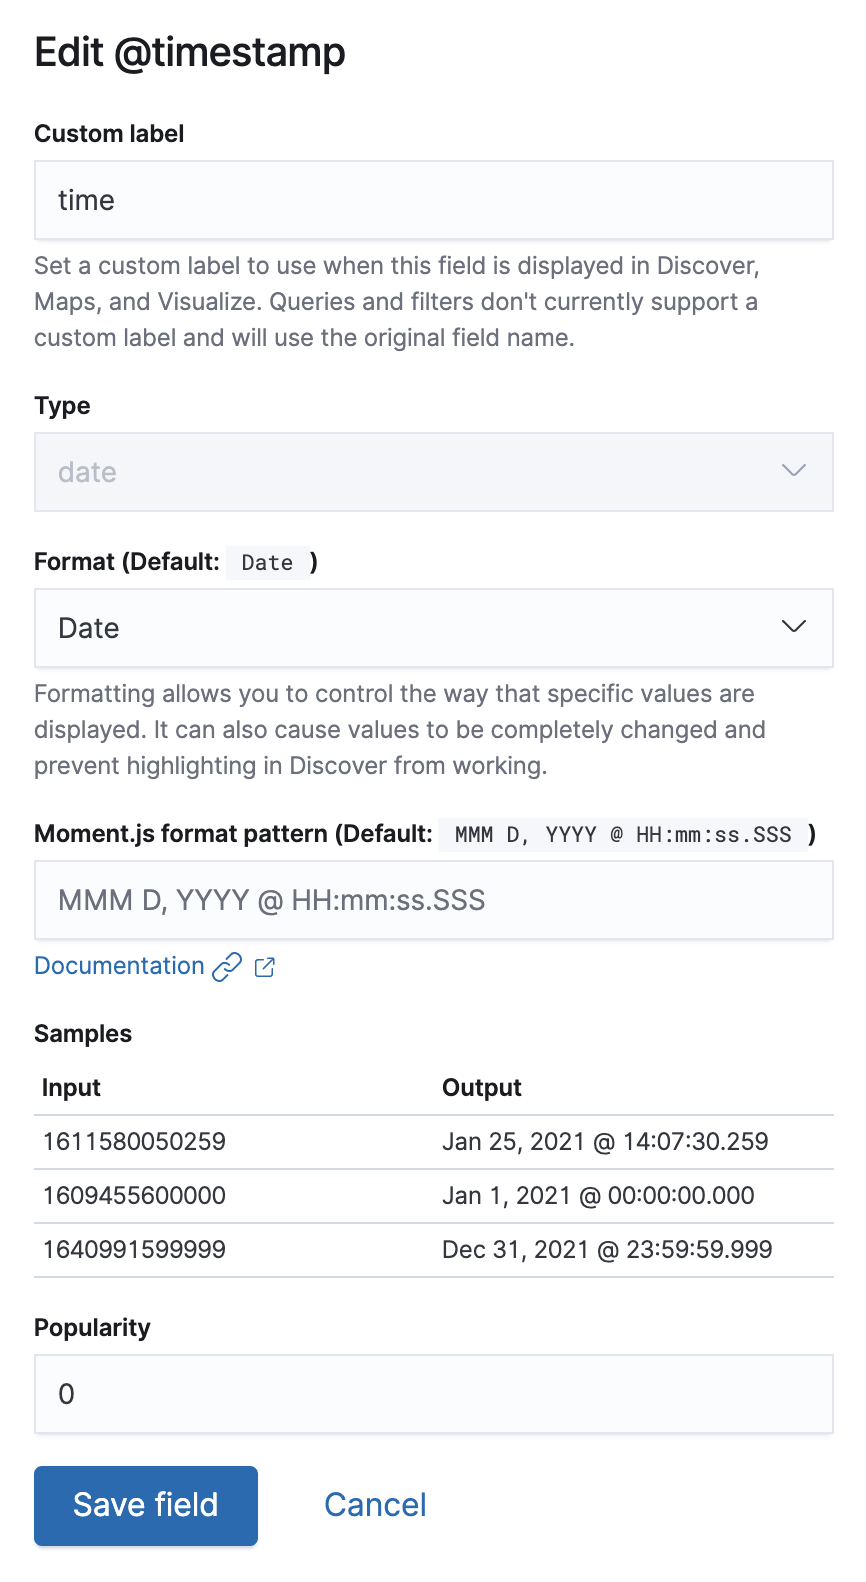 Edit @timestamp
Custom label
time
Set a custom label to use when this field is displayed in Discover,
Maps, and Visualize. Queries and filters don't currently support a
custom label and will use the original field name.
Type
date
Format (Default: Date )
Date
Formatting allows you to control the way that specific values are
displayed. It can also cause values to be completely changed and
prevent highlighting in Discover from working.
Moment.js format pattern (Default: MMM D, YYYY @ HH:mm:ss.SSS )
MMM D, YYYY @ HH:mm:ss.SSS
Documentation
Samples
Input Output
1611580050259 Jan 25, 2021 @ 14:07:30.259
1609455600000 Jan 1, 2021 @ 00:00:00.000
1640991599999 Dec 31, 2021 @ 23:59:59.999
Popularity
0
Save field Cancel